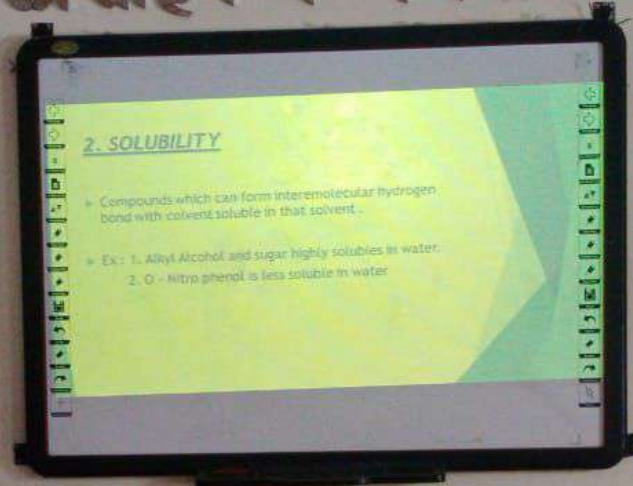 2. SOLUBILITY
Compounds which can form interemolecular hydrogen
bond with colvent soluble in that solvent .
Ex : 1. Alkyl Alcohol and sugar highly solubles in water.
2. O - Nitro phenol is less soluble in water